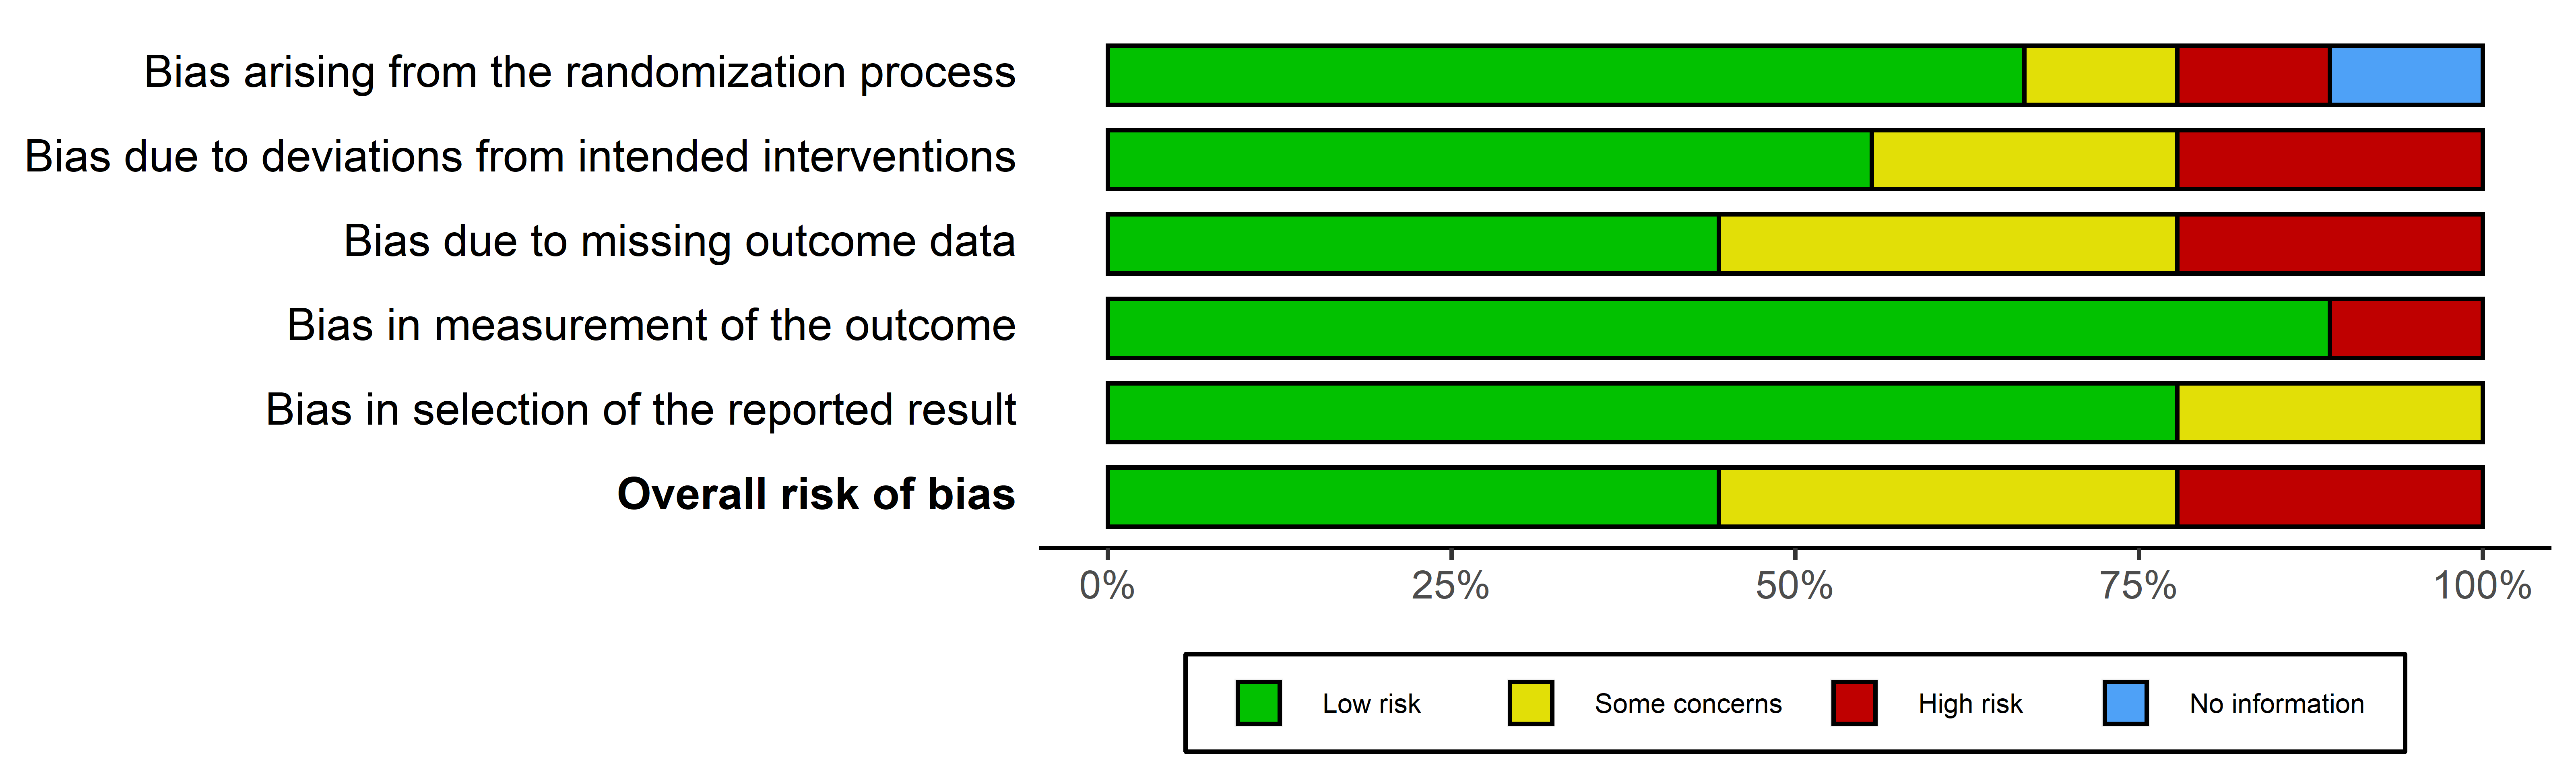 Bias arising from the randomization process
Bias due to deviations from intended interventions
Bias due to missing outcome data
Bias in measurement of the outcome
Bias in selection of the reported result
Overall risk of bias
0% 25% 50% 75% 100%
Low risk Some concerns High risk No information